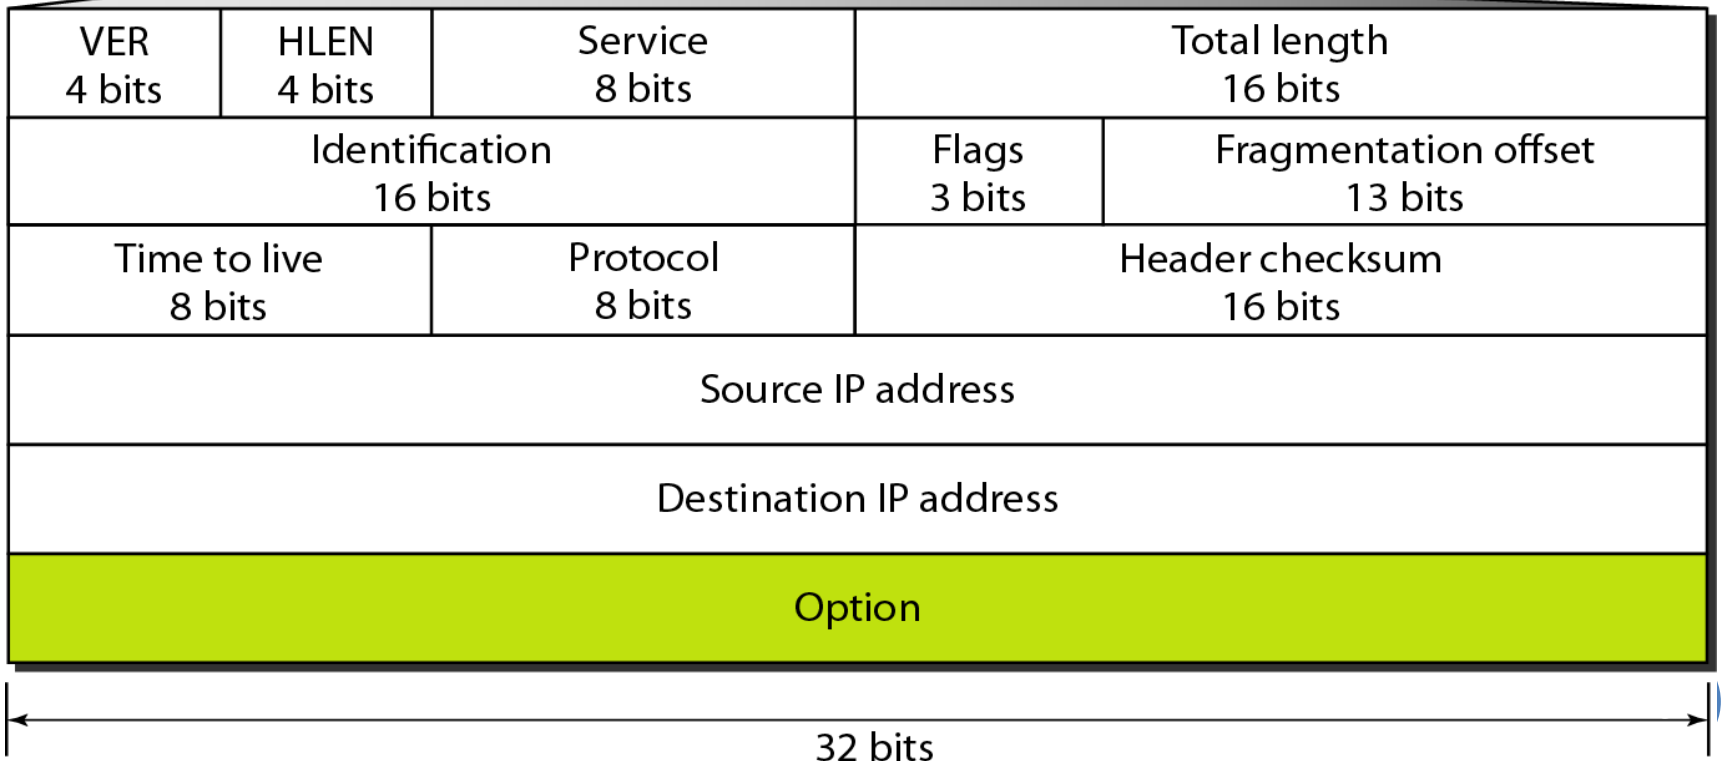 VER
4 bits
HLEN
4 bits
Service
8 bits
Total length
16 bits
Identification
16 bits
Flags
3 bits
Fragmentation offset
13 bits
Time to live
8 bits
Protocol
8 bits
Header checksum
16 bits
Source IP address
Destination IP address
Option
32 bits